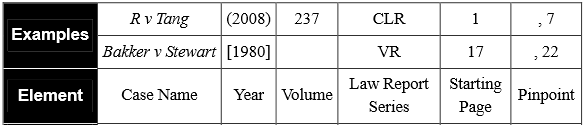 Examples R v Tang (2008) 237 CLR 1 , 7
Bakker v Stewart [1980] VR 17 , 22
Element Case Name Year Volume Law Report Series Starting Page Pinpoint